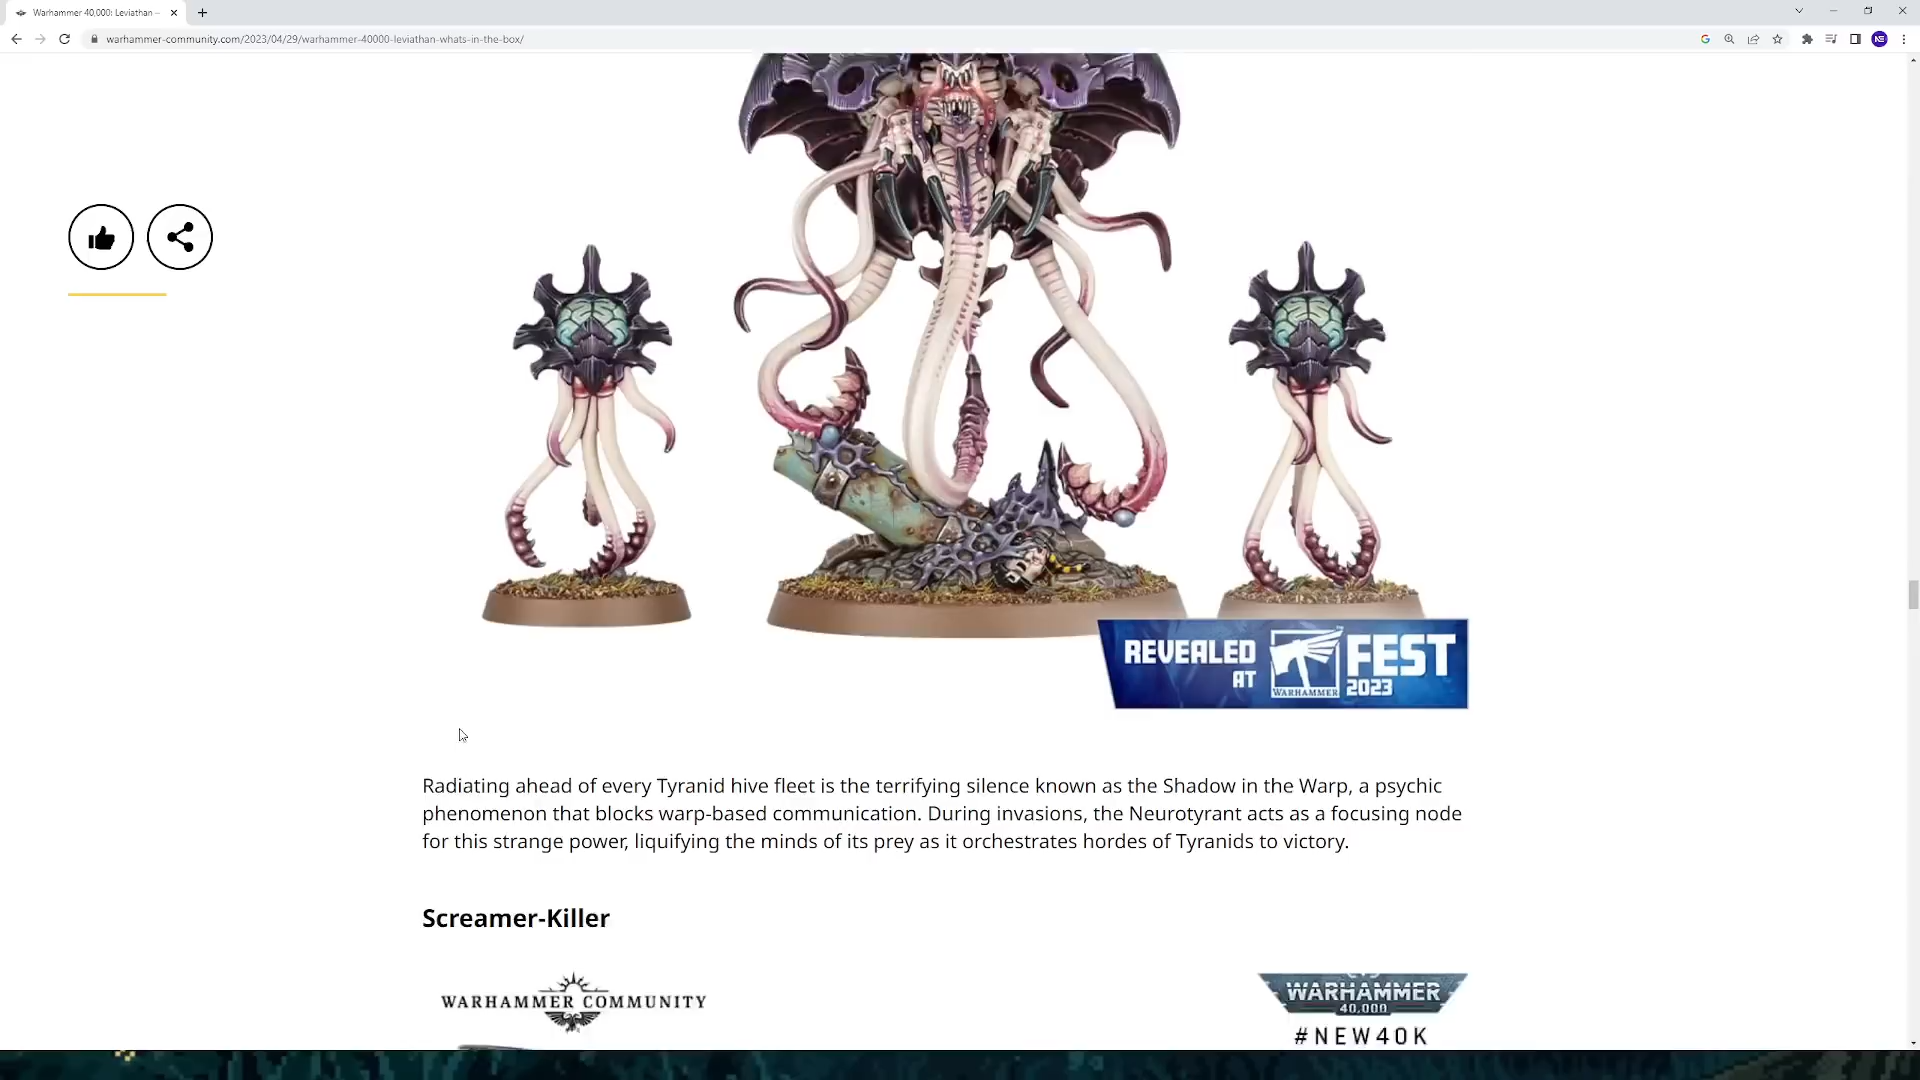 Warhammer 40,000: Leviathan –
warhammer-community.com/2023/04/29/warhammer-40000-leviathan-whats-in-the-box/
NE
REVEALED
AT
WARHAMMER
FEST
2023
Radiating ahead of every Tyranid hive fleet is the terrifying silence known as the Shadow in the Warp, a psychic
phenomenon that blocks warp-based communication. During invasions, the Neurotyrant acts as a focusing node
for this strange power, liquifying the minds of its prey as it orchestrates hordes of Tyranids to victory.
Screamer-Killer
WARHAMMER COMMUNITY
WARHAMMER
40,000
#NEW40K